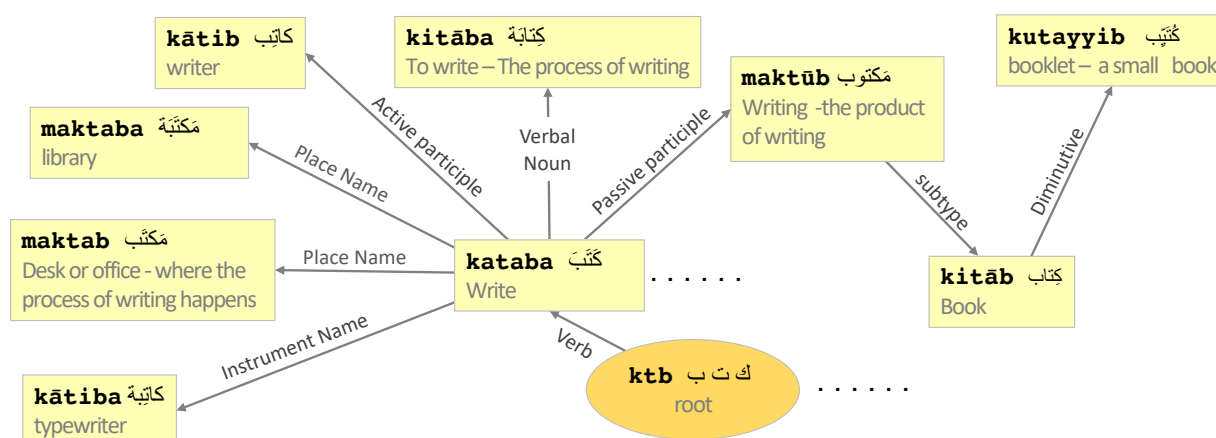 kātib كاتِب
writer
kitāba كِتابَة
To write – The process of writing
kutayyib كُتَيِّب
booklet – a small book
maktūb مَكتوب
Writing -the product
of writing
maktaba مَكتَبَة
library
Active participle
Place Name
Verbal
Noun
Passive participle
subtype
Diminutive
maktab مَكتَب
Desk or office - where the
process of writing happens
Place Name
kataba كَتَبَ
Write
. . . . . .
kitāb كِتاب
Book
Instrument Name
Verb
ktb ك ت ب
root
. . . . . .
kātiba كاتِبة
typewriter